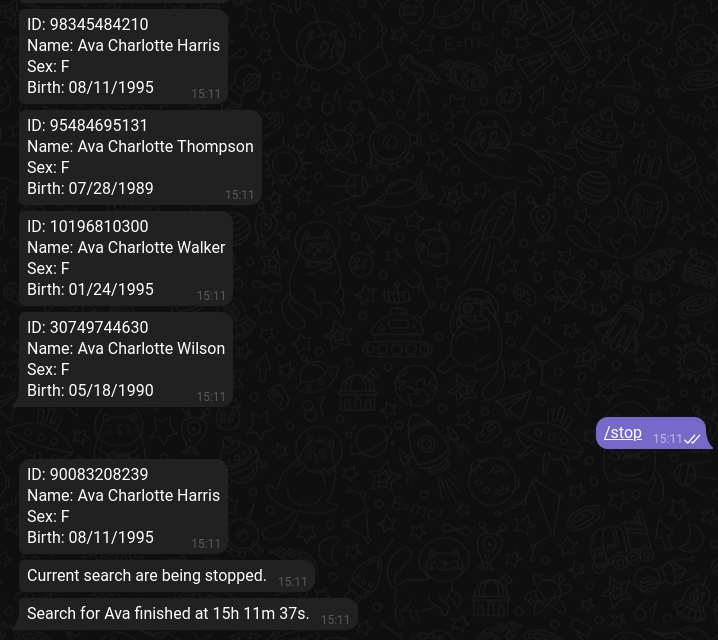 ID: 98345484210
Name: Ava Charlotte Harris
Sex: F
Birth: 08/11/1995
15:11
ID: 95484695131
Name: Ava Charlotte Thompson
Sex: F
Birth: 07/28/1989
15:11
ID: 10196810300
Name: Ava Charlotte Walker
Sex: F
Birth: 01/24/1995
15:11
ID: 30749744630
Name: Ava Charlotte Wilson
Sex: F
Birth: 05/18/1990
15:11
/stop 15:11
ID: 90083208239
Name: Ava Charlotte Harris
Sex: F
Birth: 08/11/1995
15:11
Current search are being stopped. 15:11
Search for Ava finished at 15h 11m 37s. 15:11